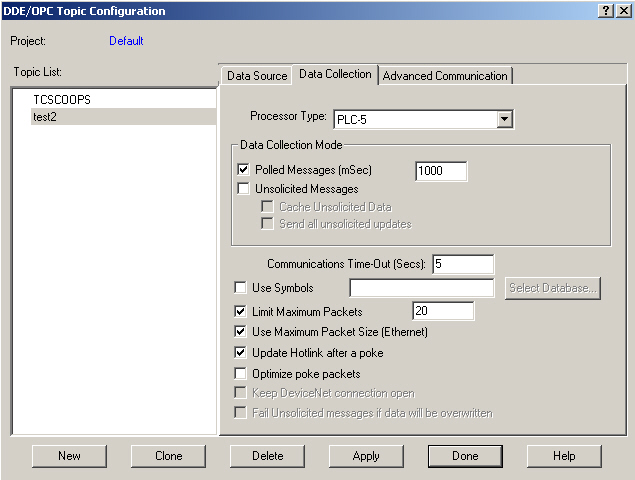 DDE/OPC Topic Configuration
Project: Default
Topic List:
TCSCOOPS
test2
Data Source Data Collection Advanced Communication
Processor Type: PLC-5
Data Collection Mode
Polled Messages (mSec) 1000
Unsolicited Messages
Cache Unsolicited Data
Send all unsolicited updates
Communications Time-Out (Secs): 5
Use Symbols Select Database...
Limit Maximum Packets 20
Use Maximum Packet Size (Ethernet)
Update Hotlink after a poke
Optimize poke packets
Keep DeviceNet connection open
Fail Unsolicited messages if data will be overwritten
New Clone Delete Apply Done Help